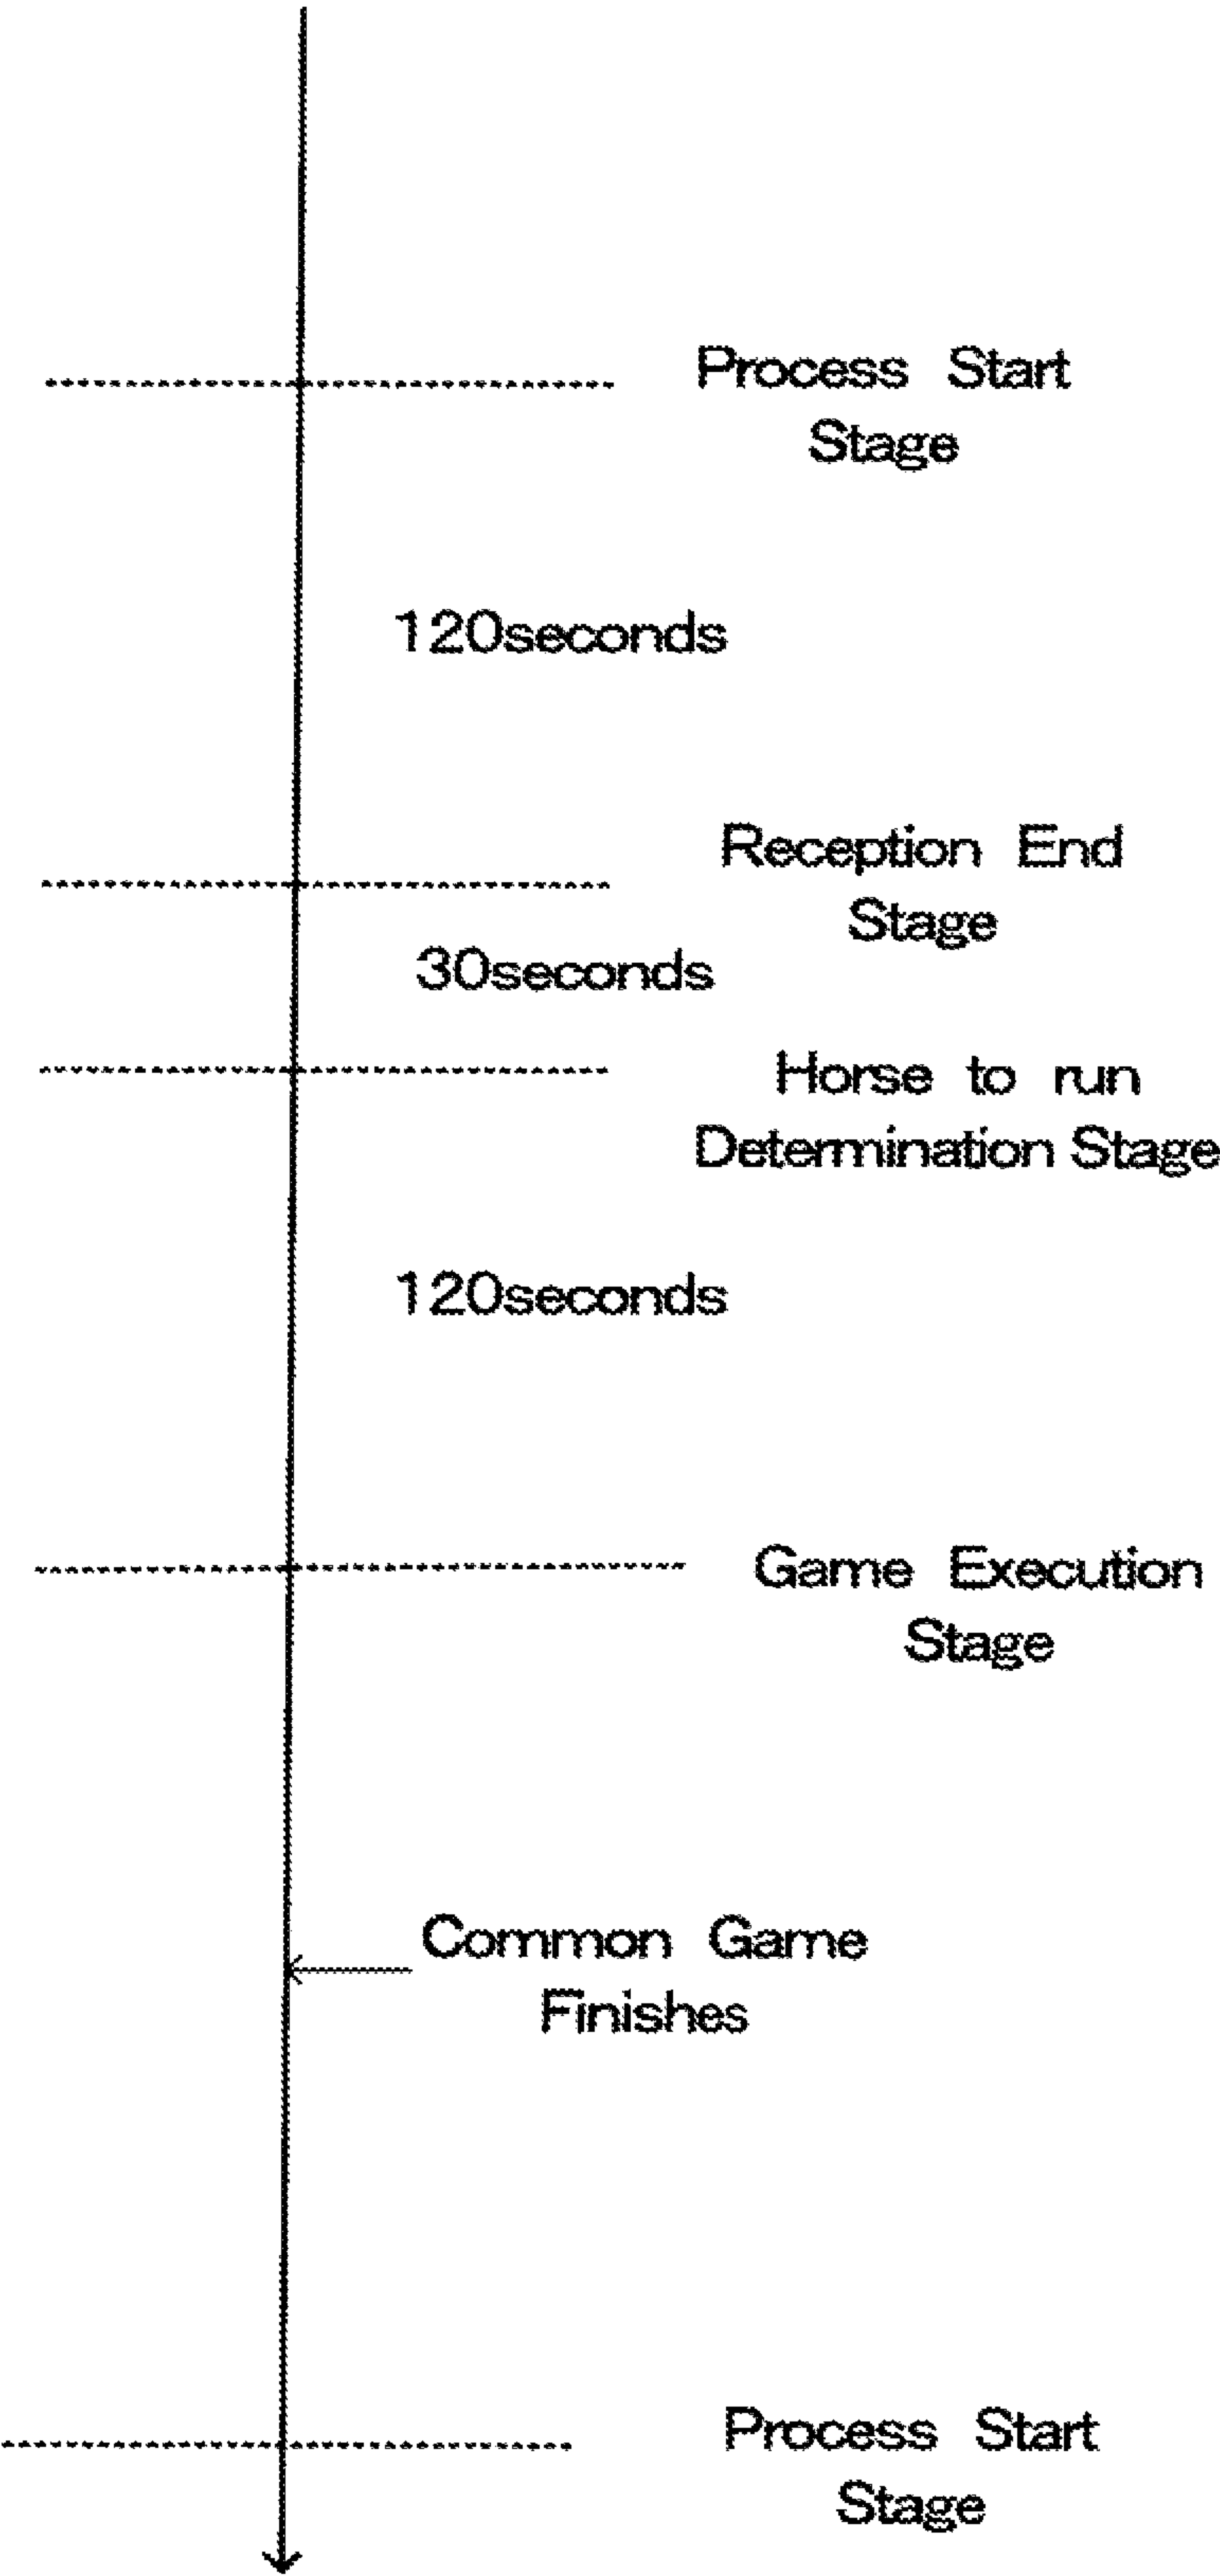 Process Start
Stage
120seconds
Reception End
Stage
30seconds
Horse to run
Determination Stage
120seconds
Game Execution
Stage
Common Game
Finishes
Process Start
Stage